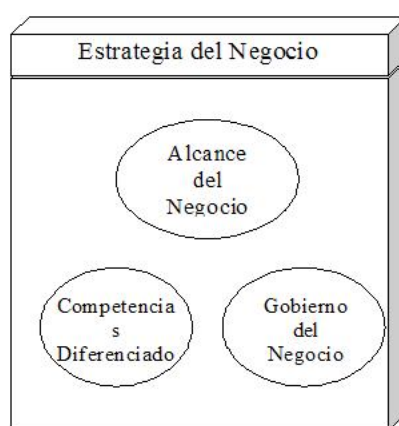 Estrategia del Negocio
Alcance
del
Negocio
Competencia
s
Diferenciado
Gobierno
del
Negocio